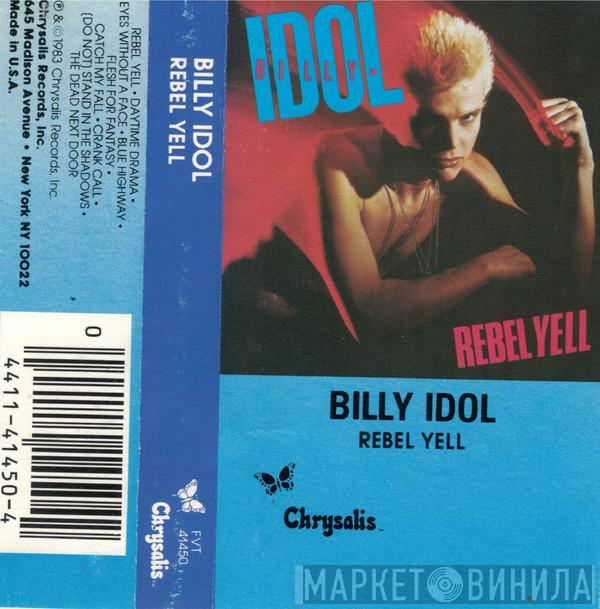 REBEL YELL • DAYTIME DRAMA •
EYES WITHOUT A FACE • BLUE HIGHWAY •
FLESH FOR FANTASY •
CATCH MY FALL • CRANK CALL •
(DO NOT) STAND IN THE SHADOWS •
THE DEAD NEXT DOOR
℗ & © 1983 Chrysalis Records, Inc.
Chrysalis Records, Inc.
645 Madison Avenue • New York NY 10022
Made in U.S.A.
0
4411-41450-4
BILLY IDOL
REBEL YELL
Chrysalis™
FVT
41450
IDOL
BILLY
REBEL YELL
BILLY IDOL
REBEL YELL
Chrysalis™
МАРКЕТ ВИНИЛА